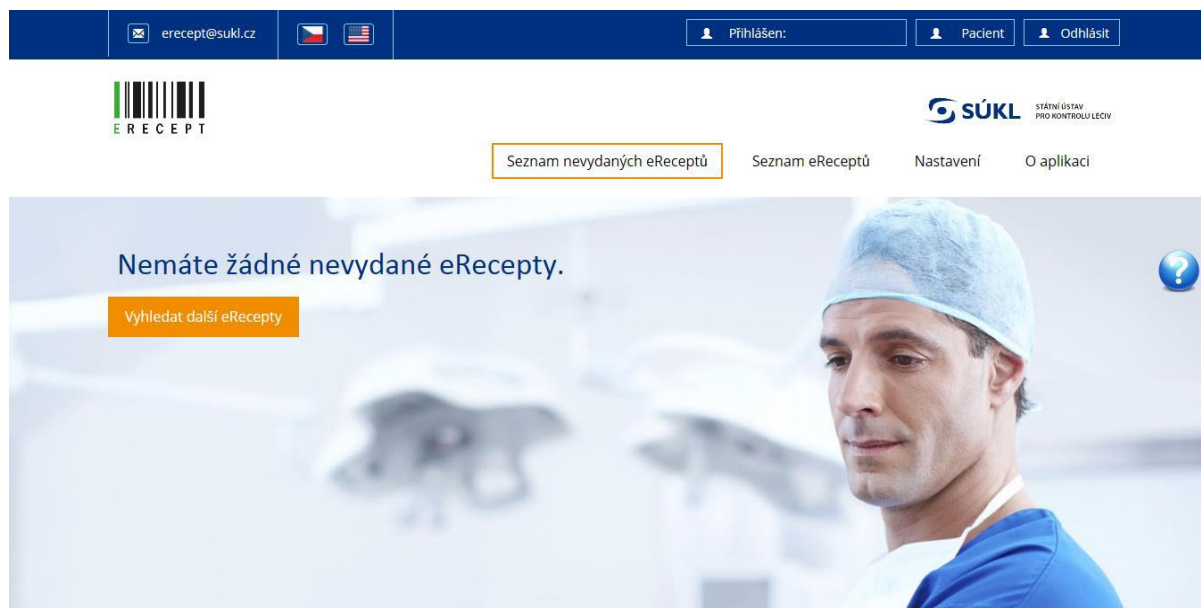 erecept@sukl.cz
Přihlášen:
Pacient
Odhlásit
ERECEPT
SÚKL
STÁTNÍ ÚSTAV
PRO KONTROLU LÉČIV
Seznam nevydaných eReceptů
Seznam eReceptů
Nastavení
O aplikaci
Nemáte žádné nevydané eRecepty.
Vyhledat další eRecepty
?